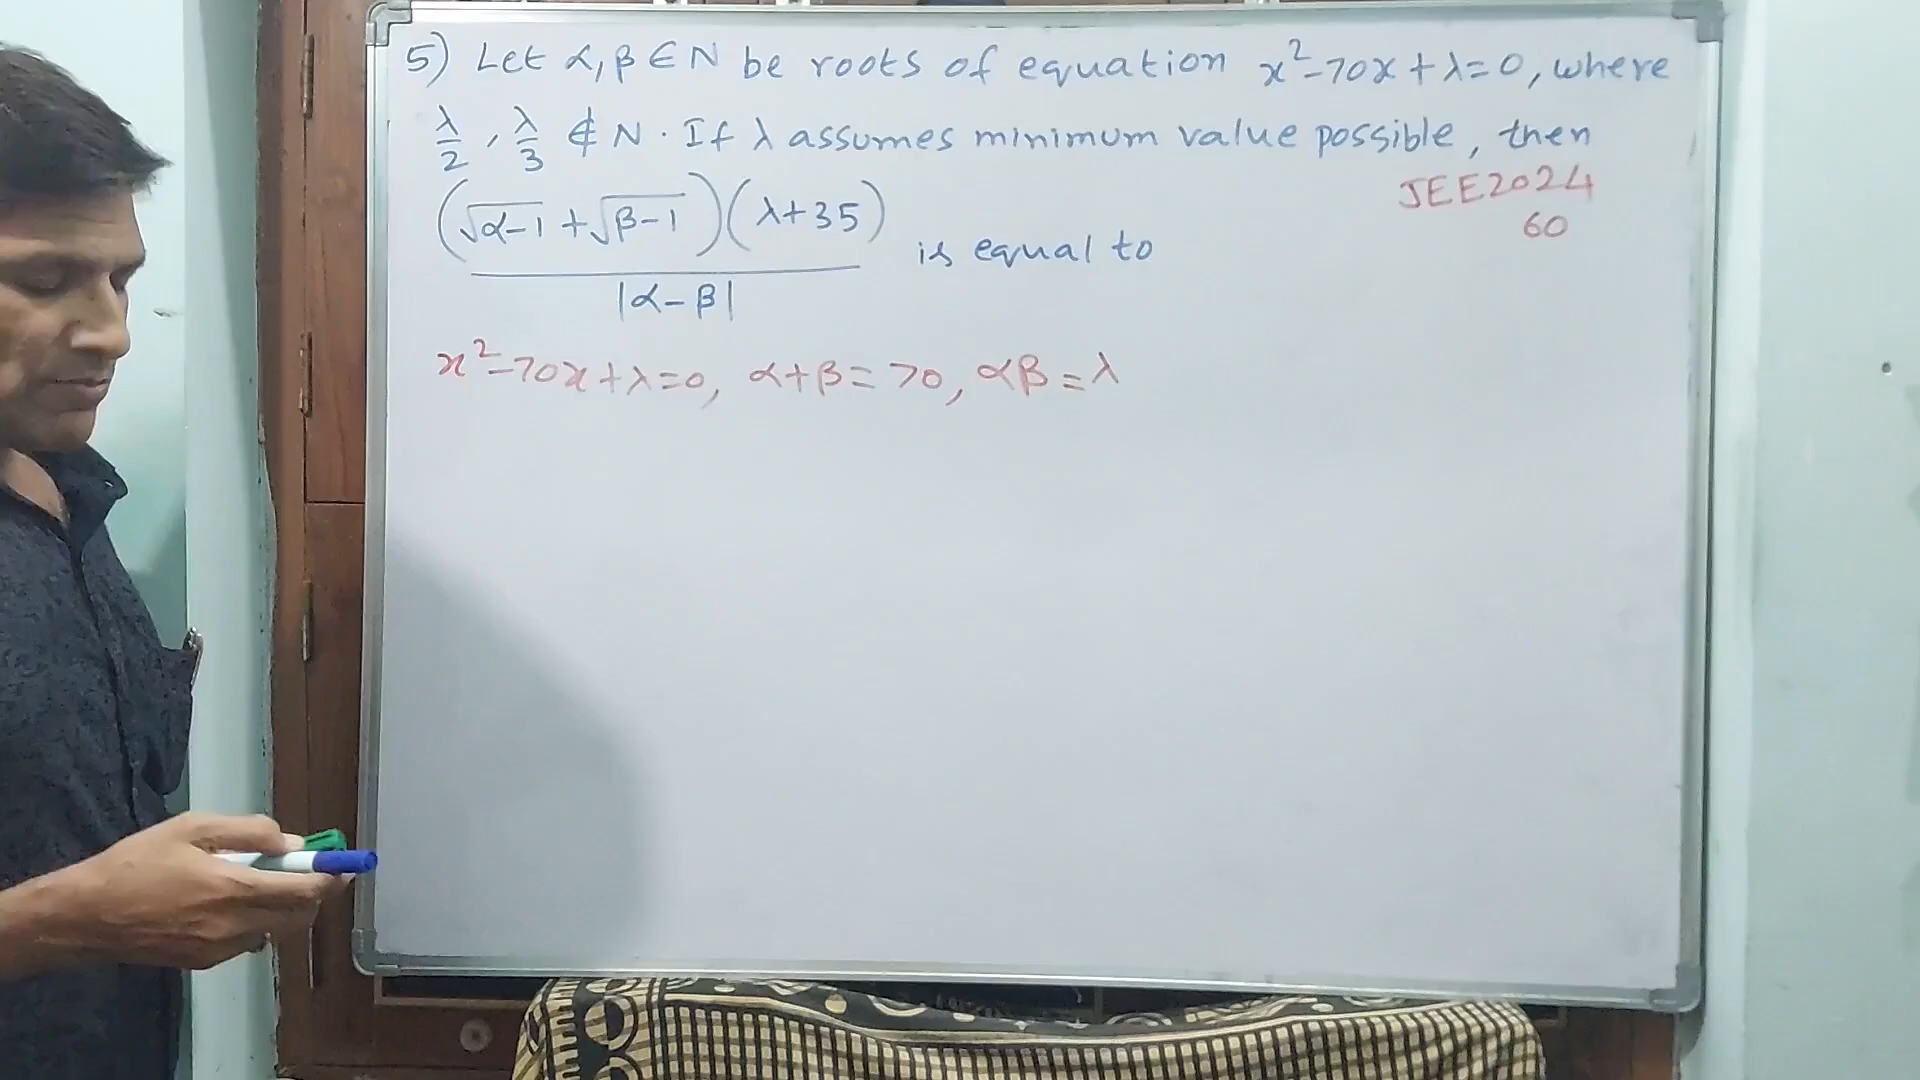 5) Let α, β ∈ N be roots of equation x²-70x+λ=0, where
λ/2, λ/3 ∉ N. If λ assumes minimum value possible, then
JEE2024
60
(√(α-1) + √(β-1))(λ+35) / |α-β| is equal to
x²-70x+λ=0, α+β=70, αβ=λ